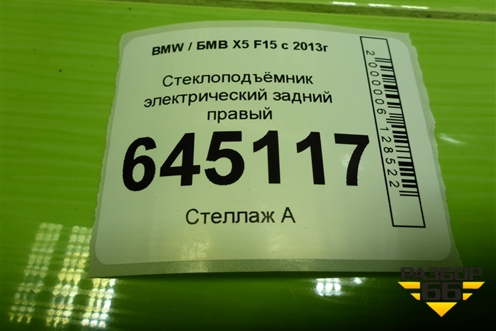 BMW / БМВ X5 F15 с 2013г
Стеклоподъёмник
электрический задний
правый
645117
Стеллаж А
2000006128522
РАЗБОР
66